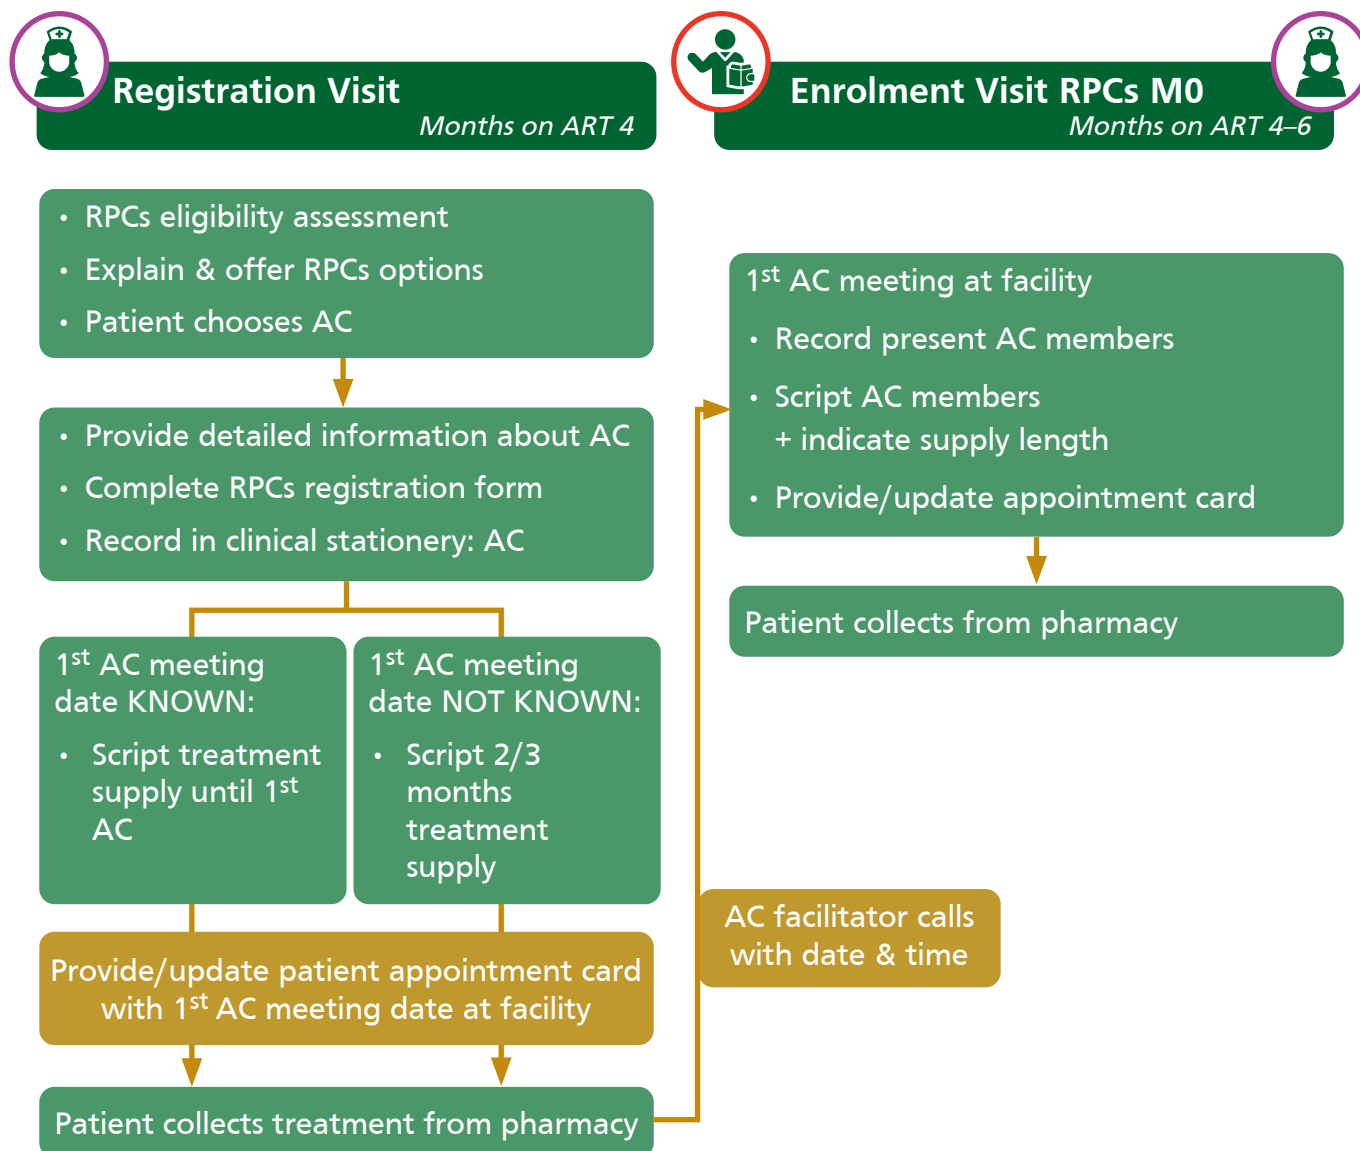 Registration Visit
Months on ART 4
• RPCs eligibility assessment
• Explain & offer RPCs options
• Patient chooses AC
• Provide detailed information about AC
• Complete RPCs registration form
• Record in clinical stationery: AC
1st AC meeting
date KNOWN:
• Script treatment
supply until 1st
AC
1st AC meeting
date NOT KNOWN:
• Script 2/3
months
treatment
supply
Provide/update patient appointment card
with 1st AC meeting date at facility
Patient collects treatment from pharmacy
AC facilitator calls
with date & time
Enrolment Visit RPCs M0
Months on ART 4–6
1st AC meeting at facility
• Record present AC members
• Script AC members
+ indicate supply length
• Provide/update appointment card
Patient collects from pharmacy